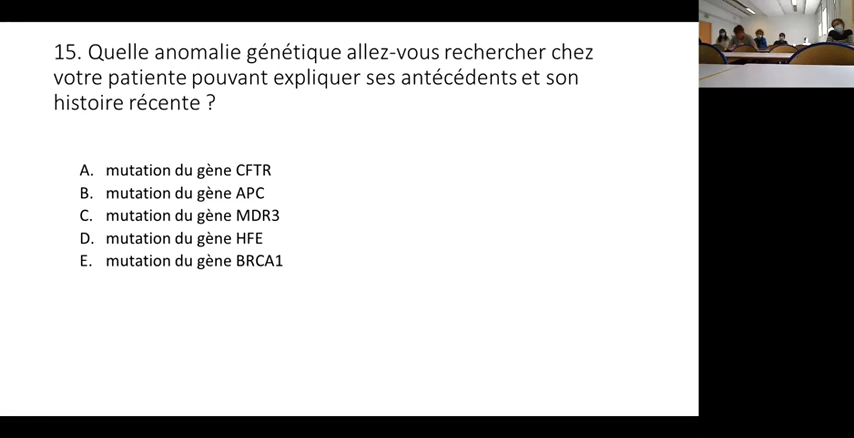 15. Quelle anomalie génétique allez-vous rechercher chez
votre patiente pouvant expliquer ses antécédents et son
histoire récente ?
A. mutation du gène CFTR
B. mutation du gène APC
C. mutation du gène MDR3
D. mutation du gène HFE
E. mutation du gène BRCA1